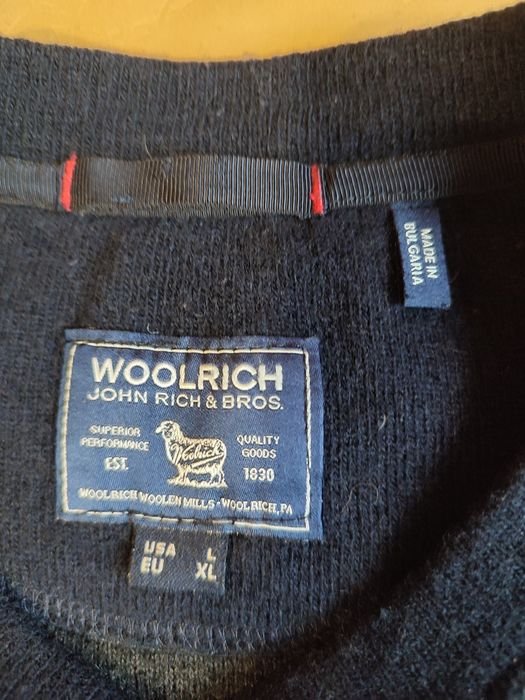 MADE IN
BULGARIA
WOOLRICH
JOHN RICH & BROS.
SUPERIOR
PERFORMANCE
EST.
Woolrich
QUALITY
GOODS
1830
WOOLRICH WOOLEN MILLS - WOOLRICH, PA
USA L
EU XL